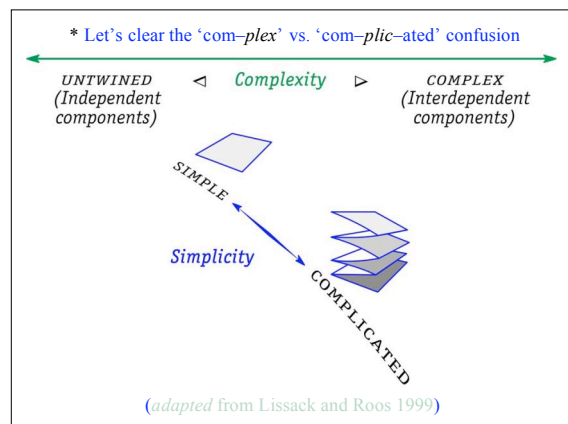 * Let's clear the ‘com–plex’ vs. ‘com–plic–ated’ confusion
UNTWINED ◁ Complexity ▷ COMPLEX
(Independent components) (Interdependent components)
SIMPLE
Simplicity
COMPLICATED
(adapted from Lissack and Roos 1999)